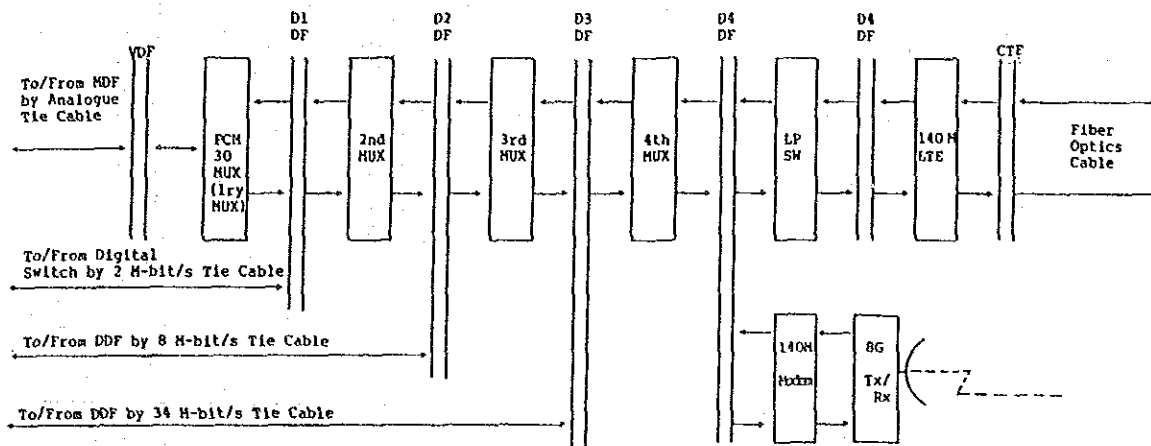 D1
DF
D2
DF
D3
DF
D4
DF
D4
DF
VDF
CTF
To/From MDF
by Analogue
Tie Cable
PCM
30
MUX
(1ry
MUX)
2nd
MUX
3rd
MUX
4th
MUX
LP
SW
140 M
LTE
Fiber
Optics
Cable
To/From Digital
Switch by 2 M-bit/s Tie Cable
To/From DDF by 8 M-bit/s Tie Cable
To/From DDF by 34 M-bit/s Tie Cable
140M
Modem
8G
Tx/
Rx